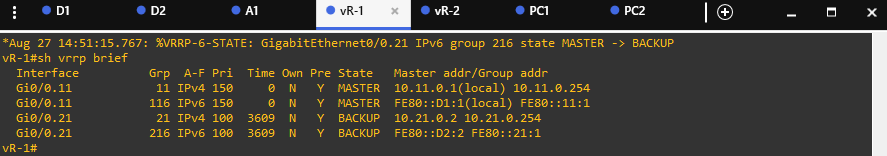 D1 D2 A1 vR-1 × vR-2 PC1 PC2
*Aug 27 14:51:15.767: %VRRP-6-STATE: GigabitEthernet0/0.21 IPv6 group 216 state MASTER -> BACKUP
vR-1#sh vrrp brief
Interface Grp A-F Pri Time Own Pre State Master addr/Group addr
Gi0/0.11 11 IPv4 150 0 N Y MASTER 10.11.0.1(local) 10.11.0.254
Gi0/0.11 116 IPv6 150 0 N Y MASTER FE80::D1:1(local) FE80::11:1
Gi0/0.21 21 IPv4 100 3609 N Y BACKUP 10.21.0.2 10.21.0.254
Gi0/0.21 216 IPv6 100 3609 N Y BACKUP FE80::D2:2 FE80::21:1
vR-1#